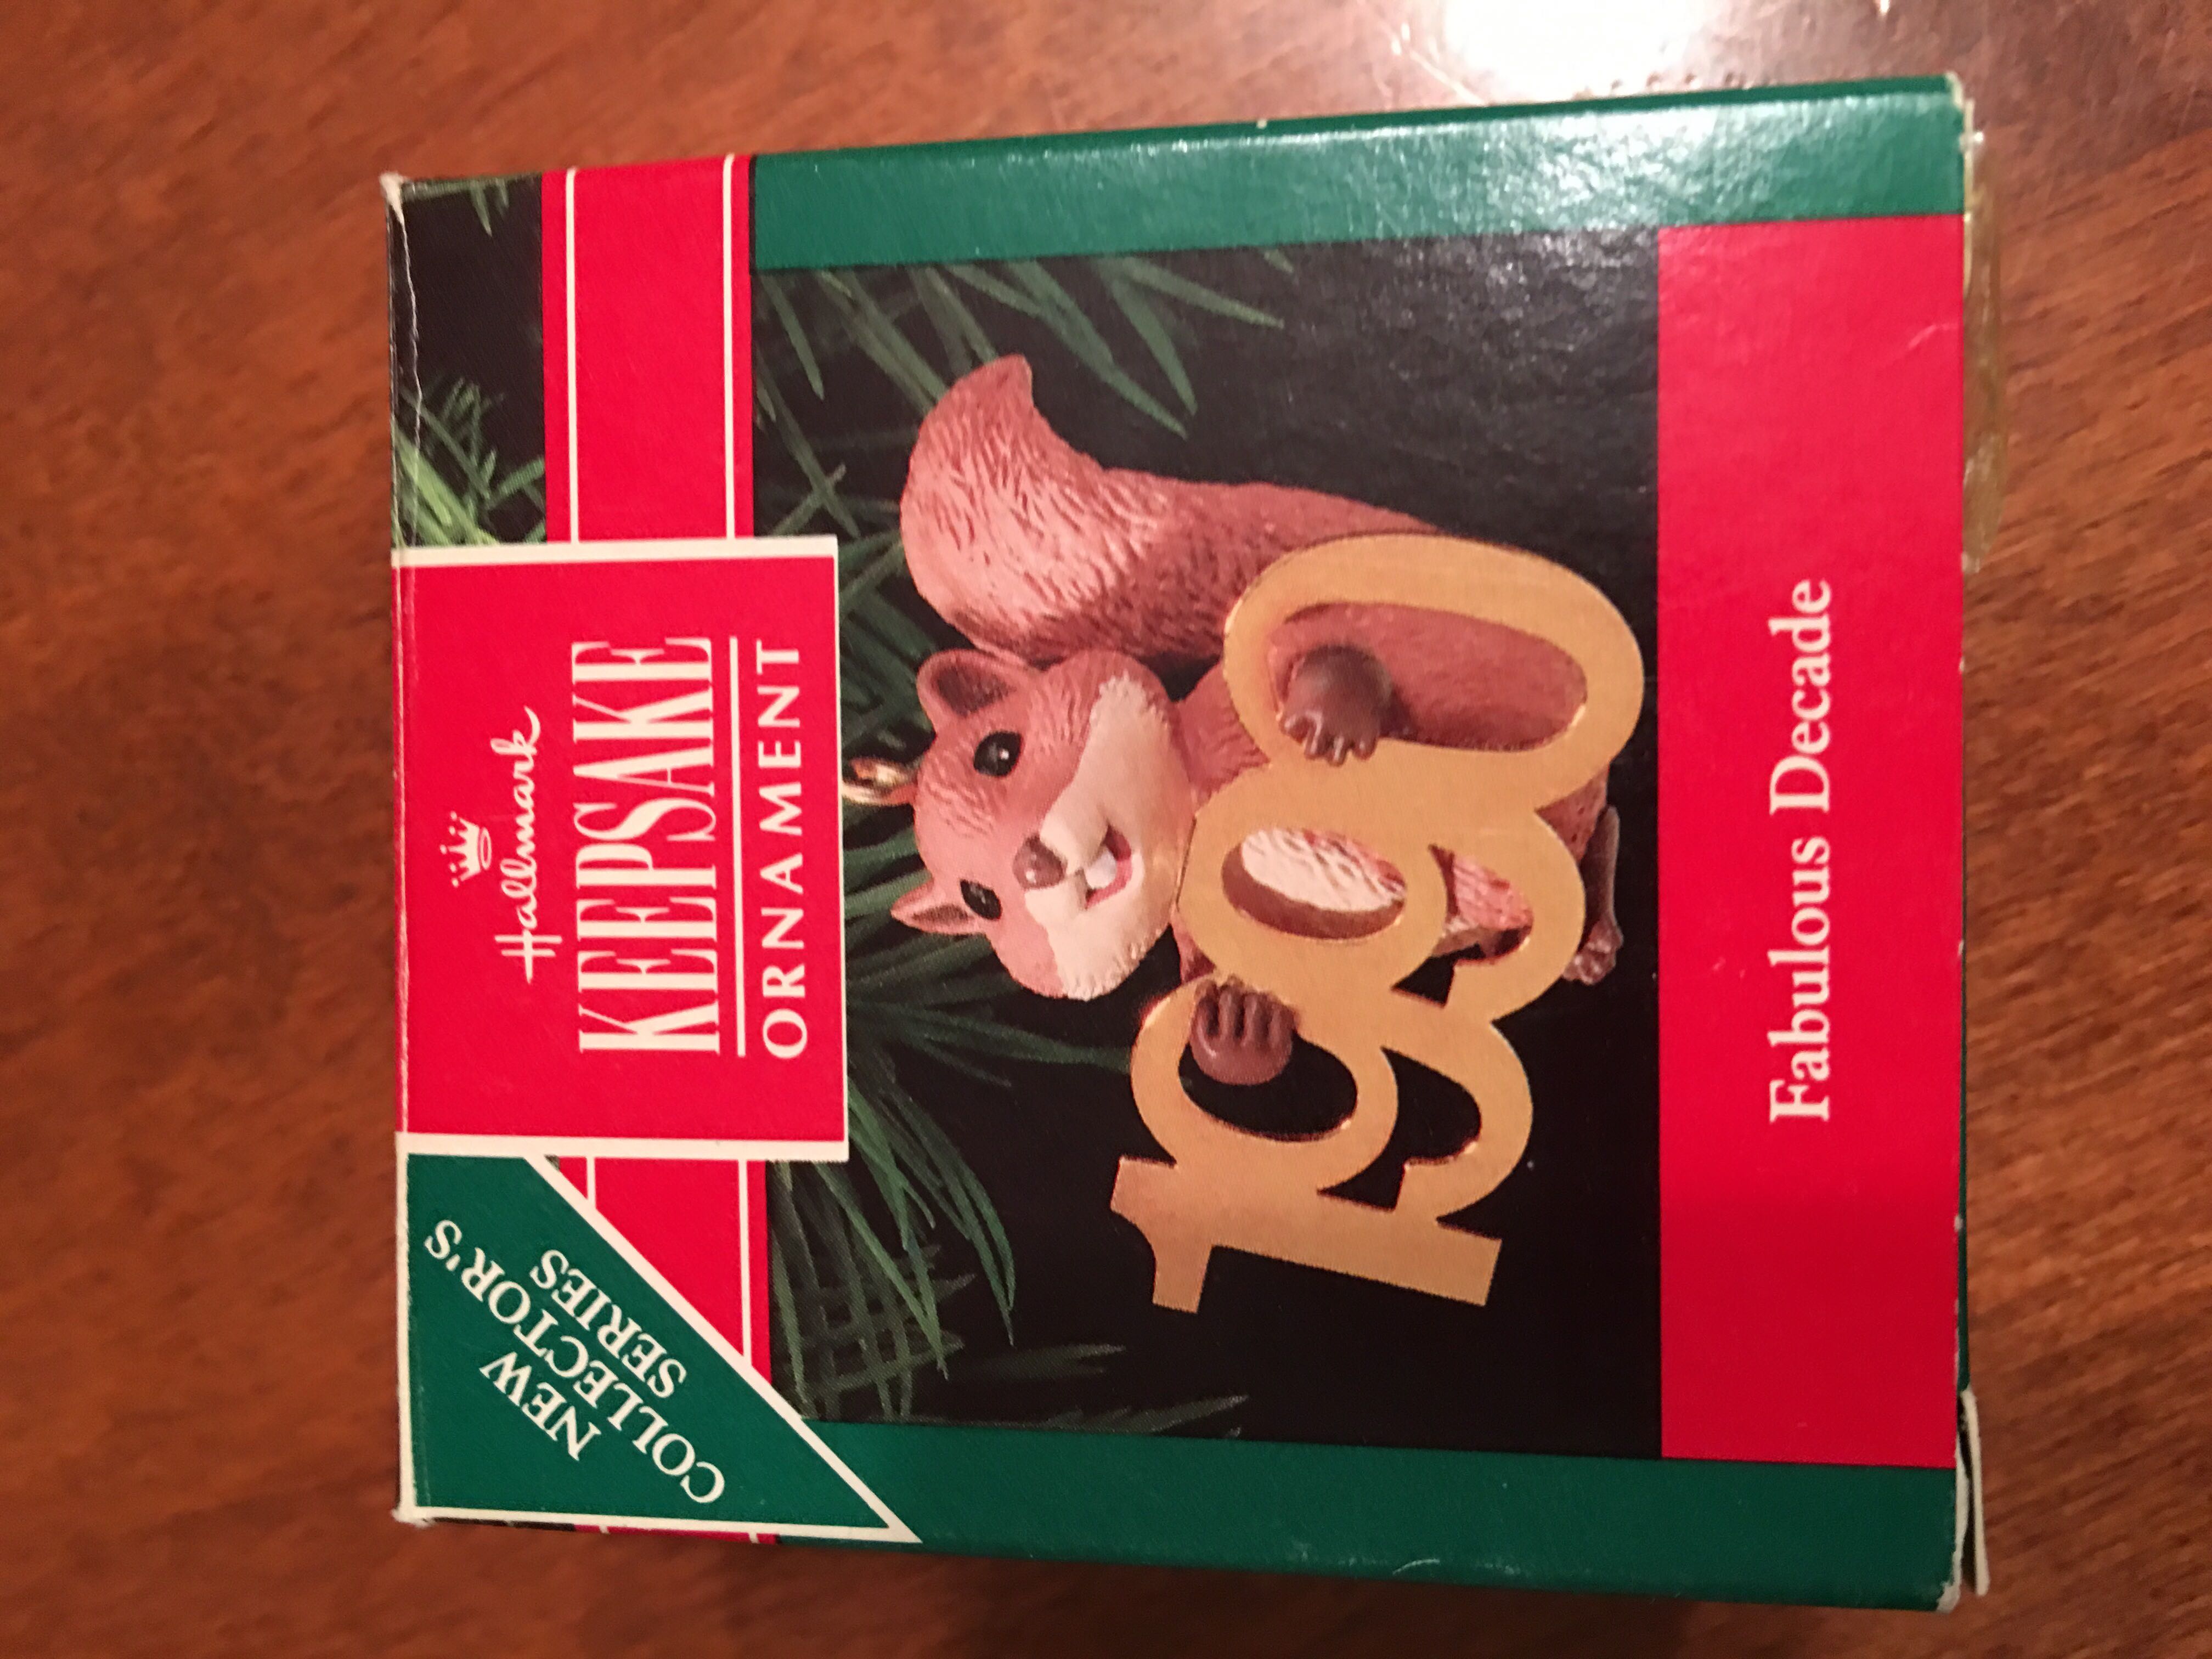 Hallmark
KEEPSAKE
ORNAMENT
NEW
COLLECTOR'S
SERIES
1990
Fabulous Decade